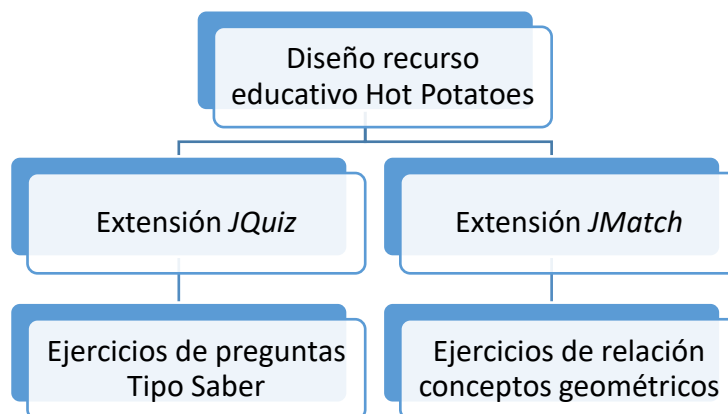 Diseño recurso
educativo Hot Potatoes
Extensión JQuiz
Extensión JMatch
Ejercicios de preguntas
Tipo Saber
Ejercicios de relación
conceptos geométricos